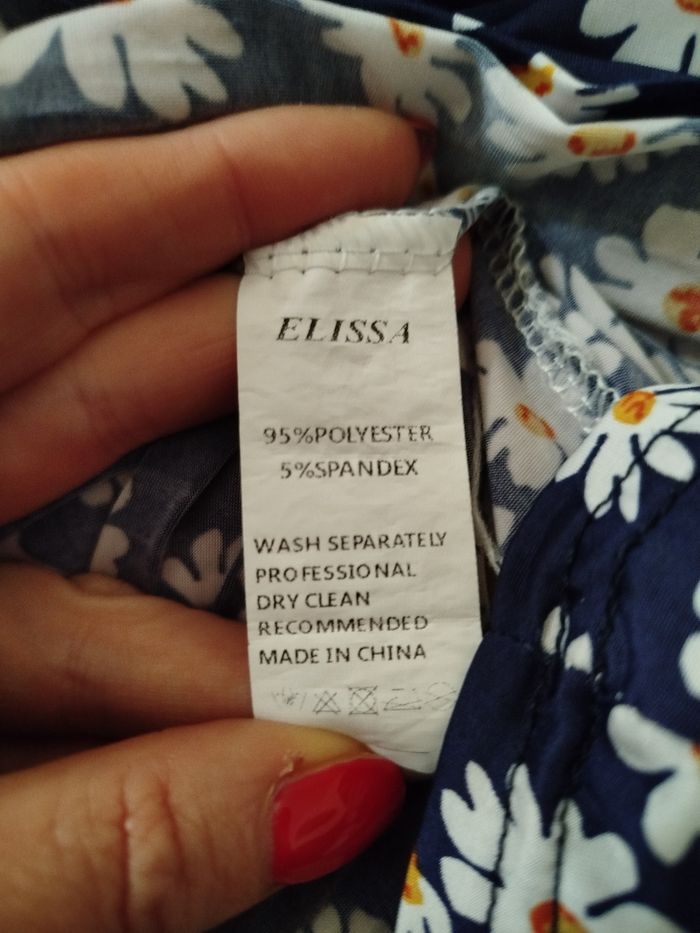 ELISSA
95%POLYESTER
5%SPANDEX
WASH SEPARATELY
PROFESSIONAL
DRY CLEAN
RECOMMENDED
MADE IN CHINA